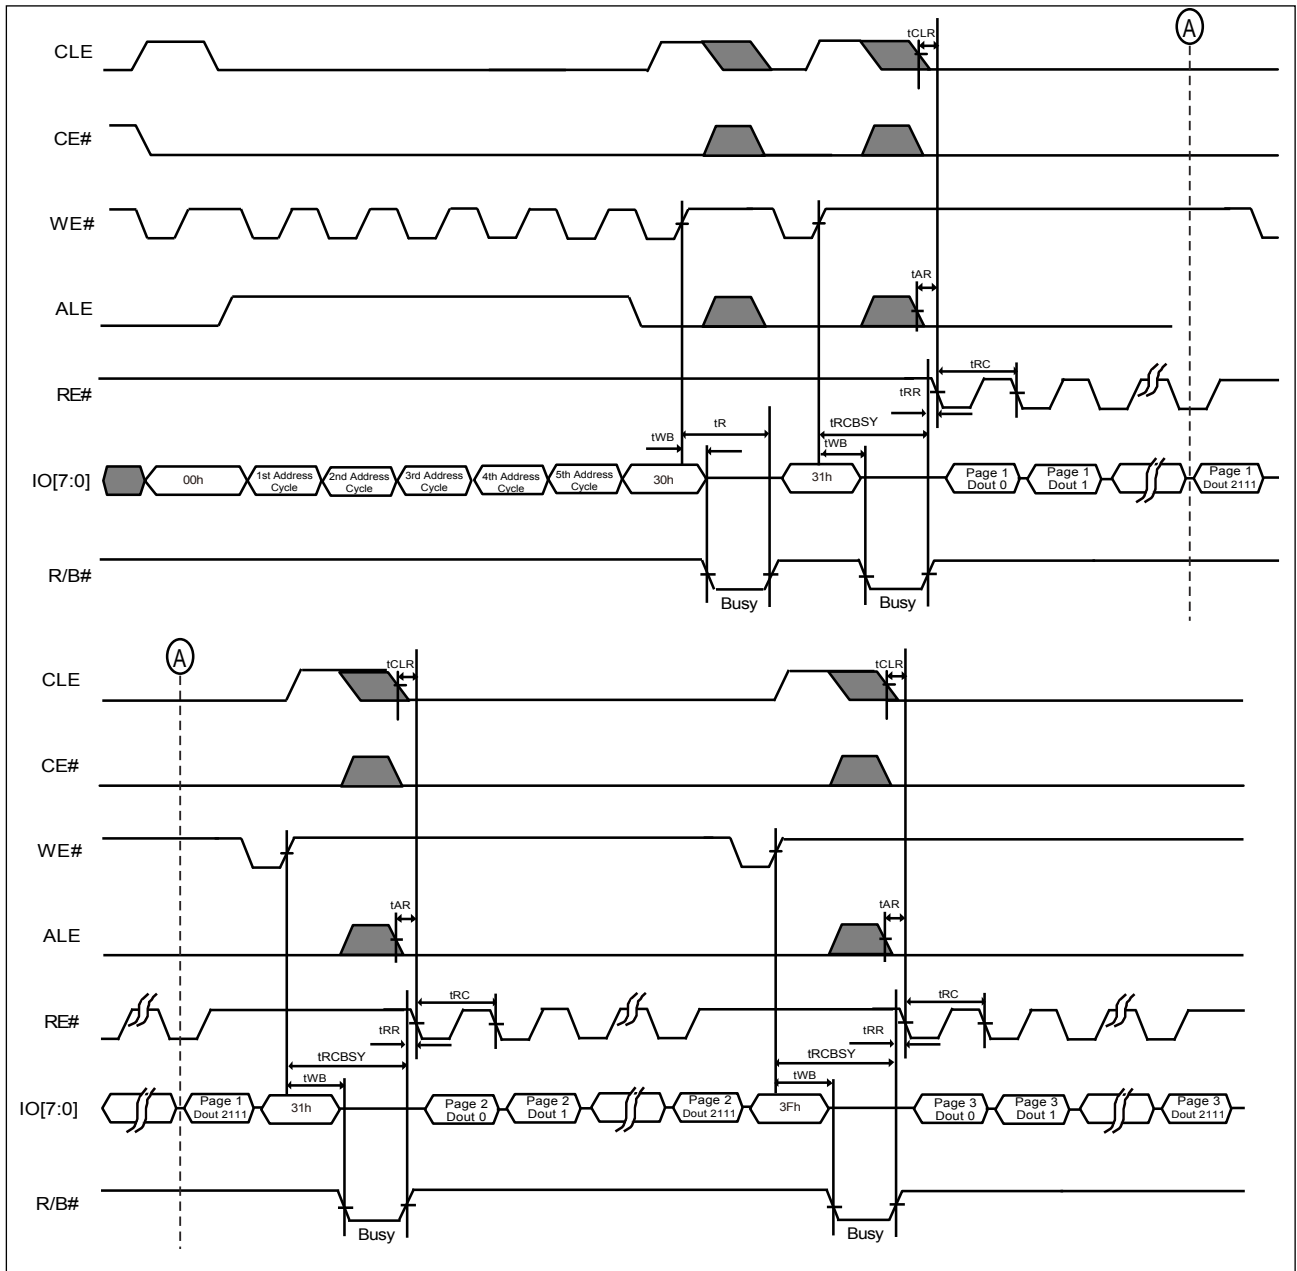 A
CLE
tCLR
CE#
WE#
ALE
tAR
RE#
tRC
tRR
tR
tRCBSY
tWB
tWB
IO[7:0]
00h
1st Address
Cycle
2nd Address
Cycle
3rd Address
Cycle
4th Address
Cycle
5th Address
Cycle
30h
31h
Page 1
Dout 0
Page 1
Dout 1
Page 1
Dout 2111
R/B#
Busy
Busy
A
CLE
tCLR
tCLR
CE#
WE#
ALE
tAR
tAR
RE#
tRC
tRC
tRR
tRR
tRCBSY
tRCBSY
tWB
tWB
IO[7:0]
Page 1
Dout 2111
31h
Page 2
Dout 0
Page 2
Dout 1
Page 2
Dout 2111
3Fh
Page 3
Dout 0
Page 3
Dout 1
Page 3
Dout 2111
R/B#
Busy
Busy